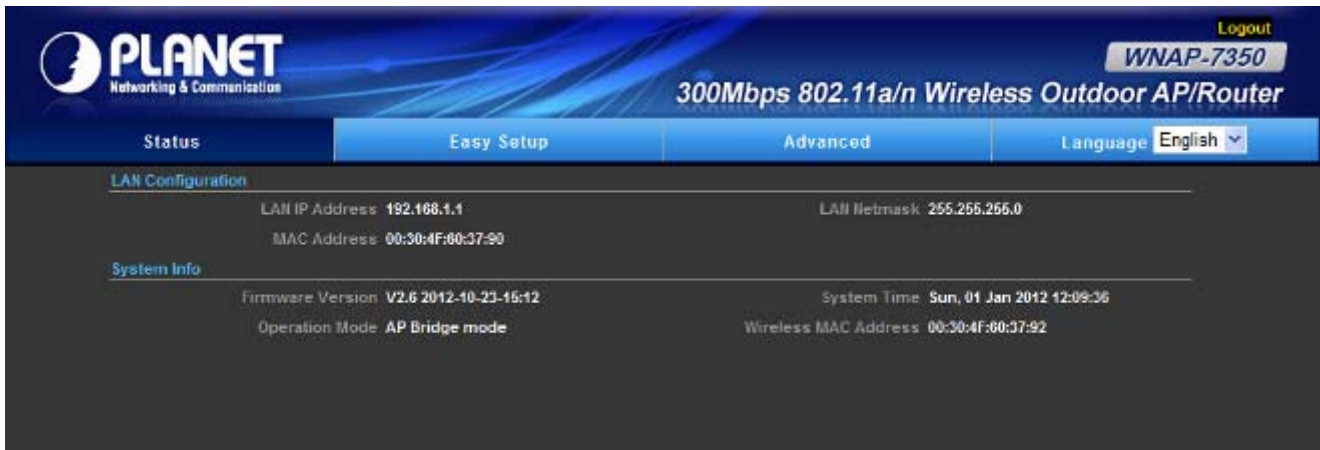 PLANET
Networking & Communication
Logout
WNAP-7350
300Mbps 802.11a/n Wireless Outdoor AP/Router
Status Easy Setup Advanced Language English
LAN Configuration
LAN IP Address 192.168.1.1 LAN Netmask 255.255.255.0
MAC Address 00:30:4F:60:37:90
System Info
Firmware Version V2.6 2012-10-23-15:12 System Time Sun, 01 Jan 2012 12:09:36
Operation Mode AP Bridge mode Wireless MAC Address 00:30:4F:60:37:92